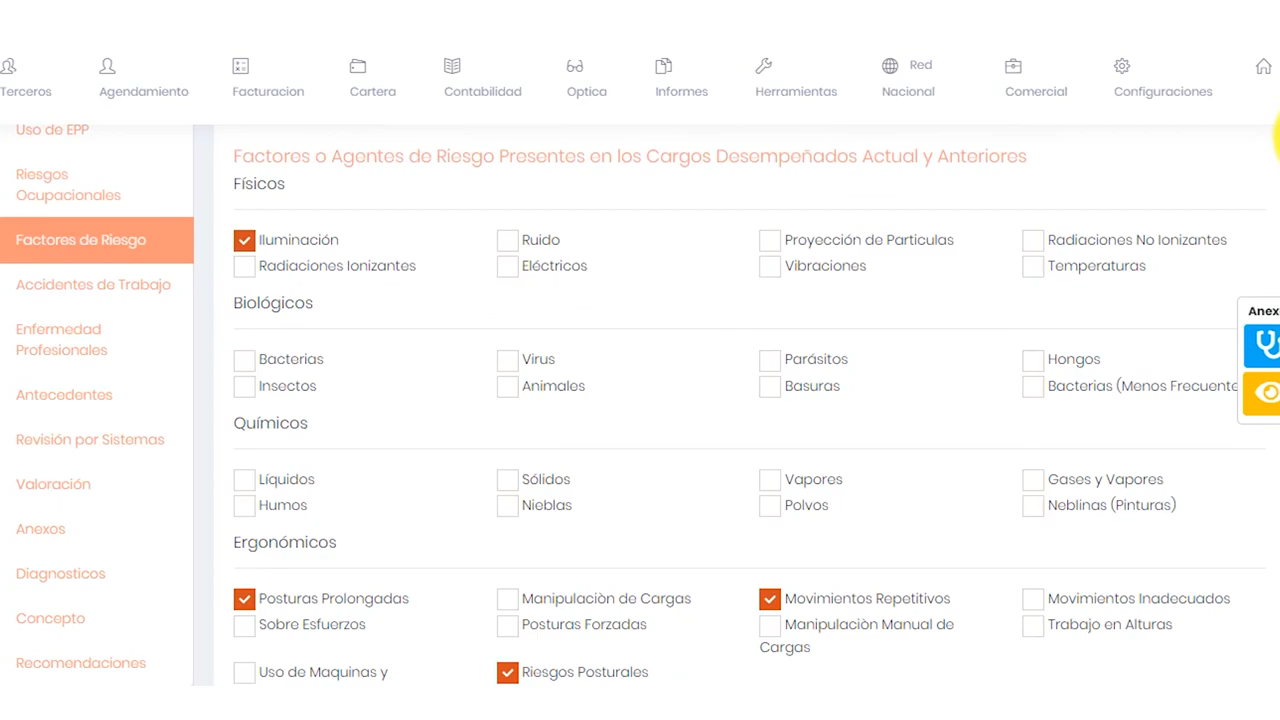 Terceros
Agendamiento
Facturacion
Cartera
Contabilidad
Optica
Informes
Herramientas
Red
Nacional
Comercial
Configuraciones
Uso de EPP
Riesgos
Ocupacionales
Factores de Riesgo
Accidentes de Trabajo
Enfermedad
Profesionales
Antecedentes
Revisión por Sistemas
Valoración
Anexos
Diagnosticos
Concepto
Recomendaciones
Factores o Agentes de Riesgo Presentes en los Cargos Desempeñados Actual y Anteriores
Físicos
Iluminación Ruido Proyección de Particulas Radiaciones No Ionizantes
Radiaciones Ionizantes Eléctricos Vibraciones Temperaturas
Biológicos
Bacterias Virus Parásitos Hongos
Insectos Animales Basuras Bacterias (Menos Frecuente
Químicos
Líquidos Sólidos Vapores Gases y Vapores
Humos Nieblas Polvos Neblinas (Pinturas)
Ergonómicos
Posturas Prolongadas Manipulaciòn de Cargas Movimientos Repetitivos Movimientos Inadecuados
Sobre Esfuerzos Posturas Forzadas Manipulaciòn Manual de Trabajo en Alturas
Cargas
Uso de Maquinas y Riesgos Posturales
Anex